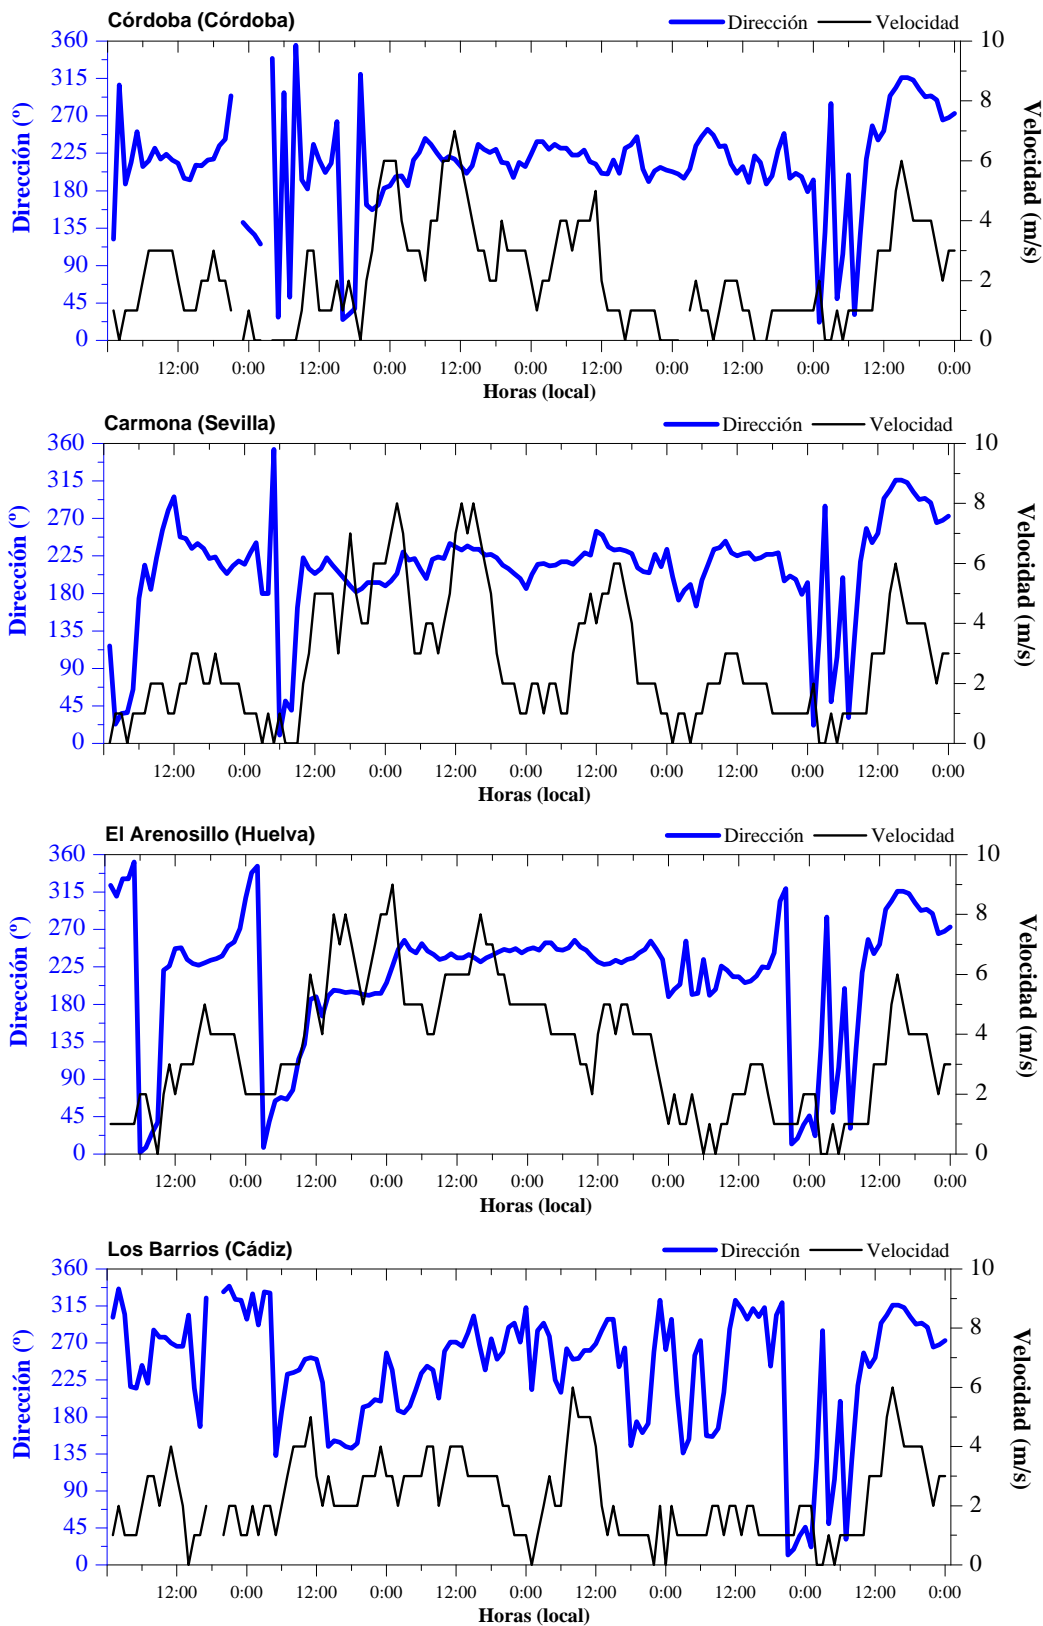 Córdoba (Córdoba)
Dirección Velocidad
360 10
315
8
270
225
6
180
135
4
90
2
45
0 0
Dirección (º)
Velocidad (m/s)
12:00 0:00 12:00 0:00 12:00 0:00 12:00 0:00 12:00 0:00 12:00 0:00
Horas (local)
Carmona (Sevilla)
Dirección Velocidad
360 10
315
8
270
225
6
180
135
4
90
2
45
0 0
Dirección (º)
Velocidad (m/s)
12:00 0:00 12:00 0:00 12:00 0:00 12:00 0:00 12:00 0:00 12:00 0:00
Horas (local)
El Arenosillo (Huelva)
Dirección Velocidad
360 10
315
8
270
225
6
180
135
4
90
2
45
0 0
Dirección (º)
Velocidad (m/s)
12:00 0:00 12:00 0:00 12:00 0:00 12:00 0:00 12:00 0:00 12:00 0:00
Horas (local)
Los Barrios (Cádiz)
Dirección Velocidad
360 10
315
8
270
225
6
180
135
4
90
2
45
0 0
Dirección (º)
Velocidad (m/s)
12:00 0:00 12:00 0:00 12:00 0:00 12:00 0:00 12:00 0:00 12:00 0:00
Horas (local)